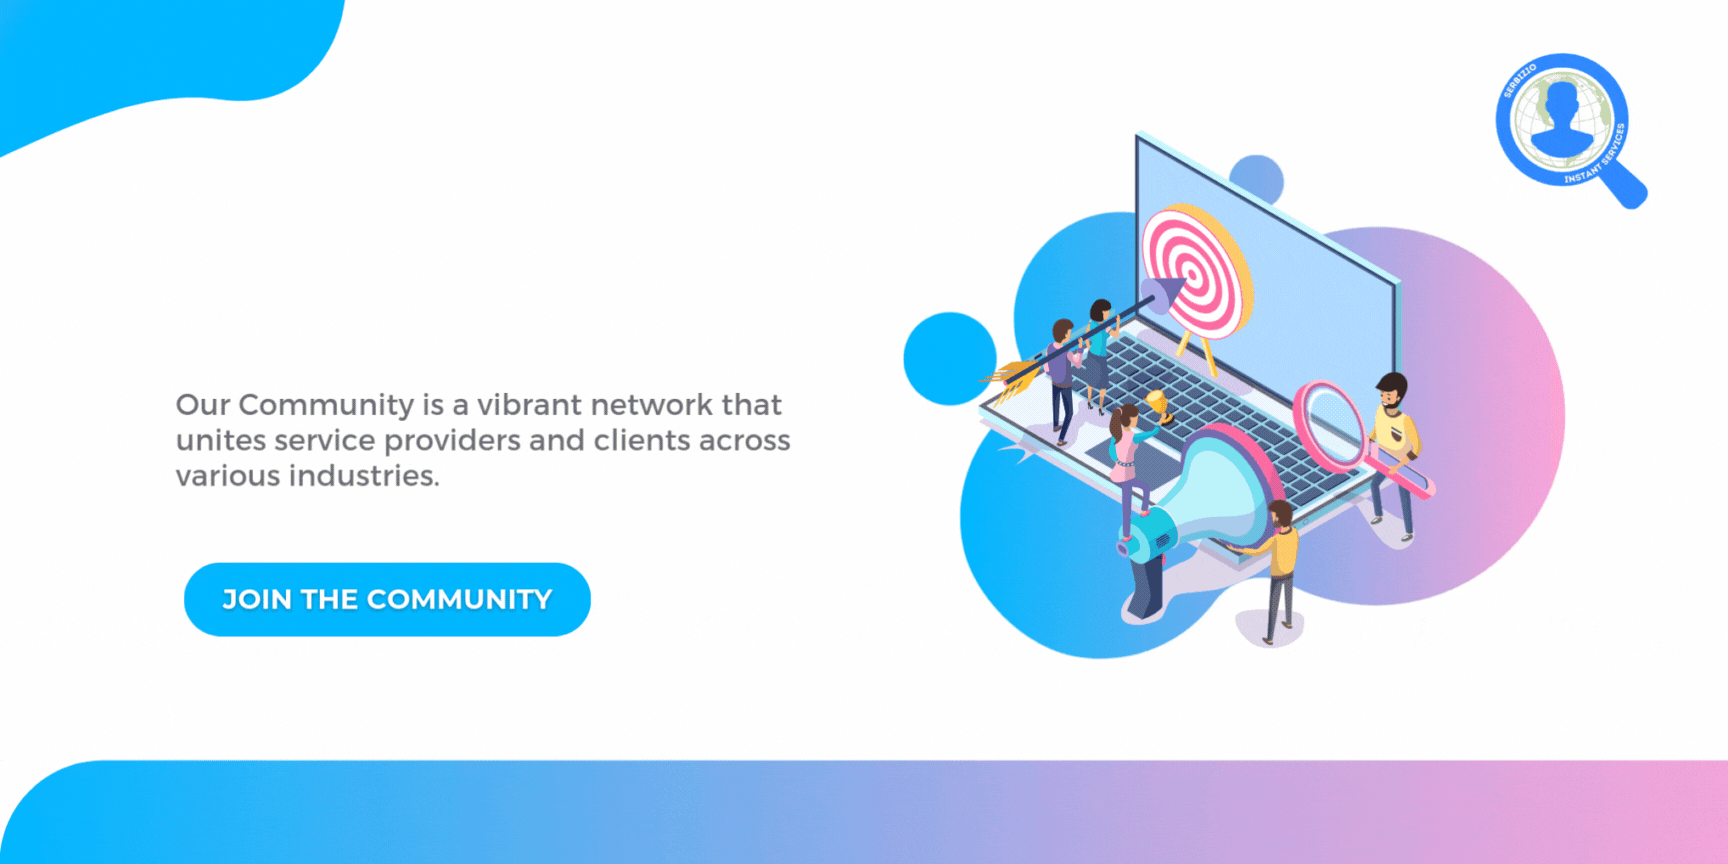 SERBIZIO
INSTANT SERVICES
Our Community is a vibrant network that
unites service providers and clients across
various industries.
JOIN THE COMMUNITY